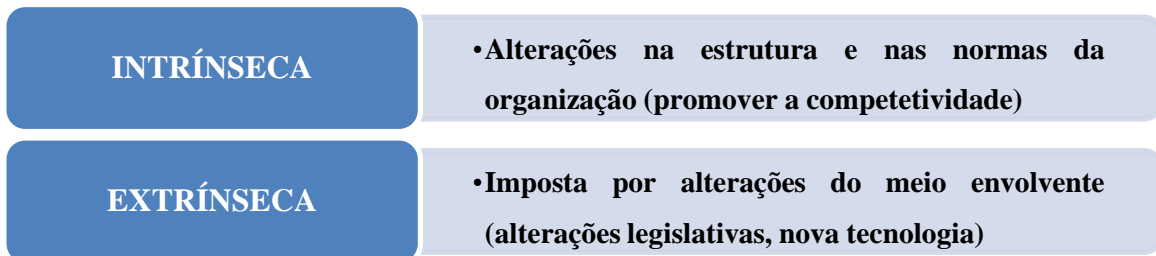 INTRÍNSECA
•Alterações na estrutura e nas normas da
organização (promover a competetividade)
EXTRÍNSECA
•Imposta por alterações do meio envolvente
(alterações legislativas, nova tecnologia)